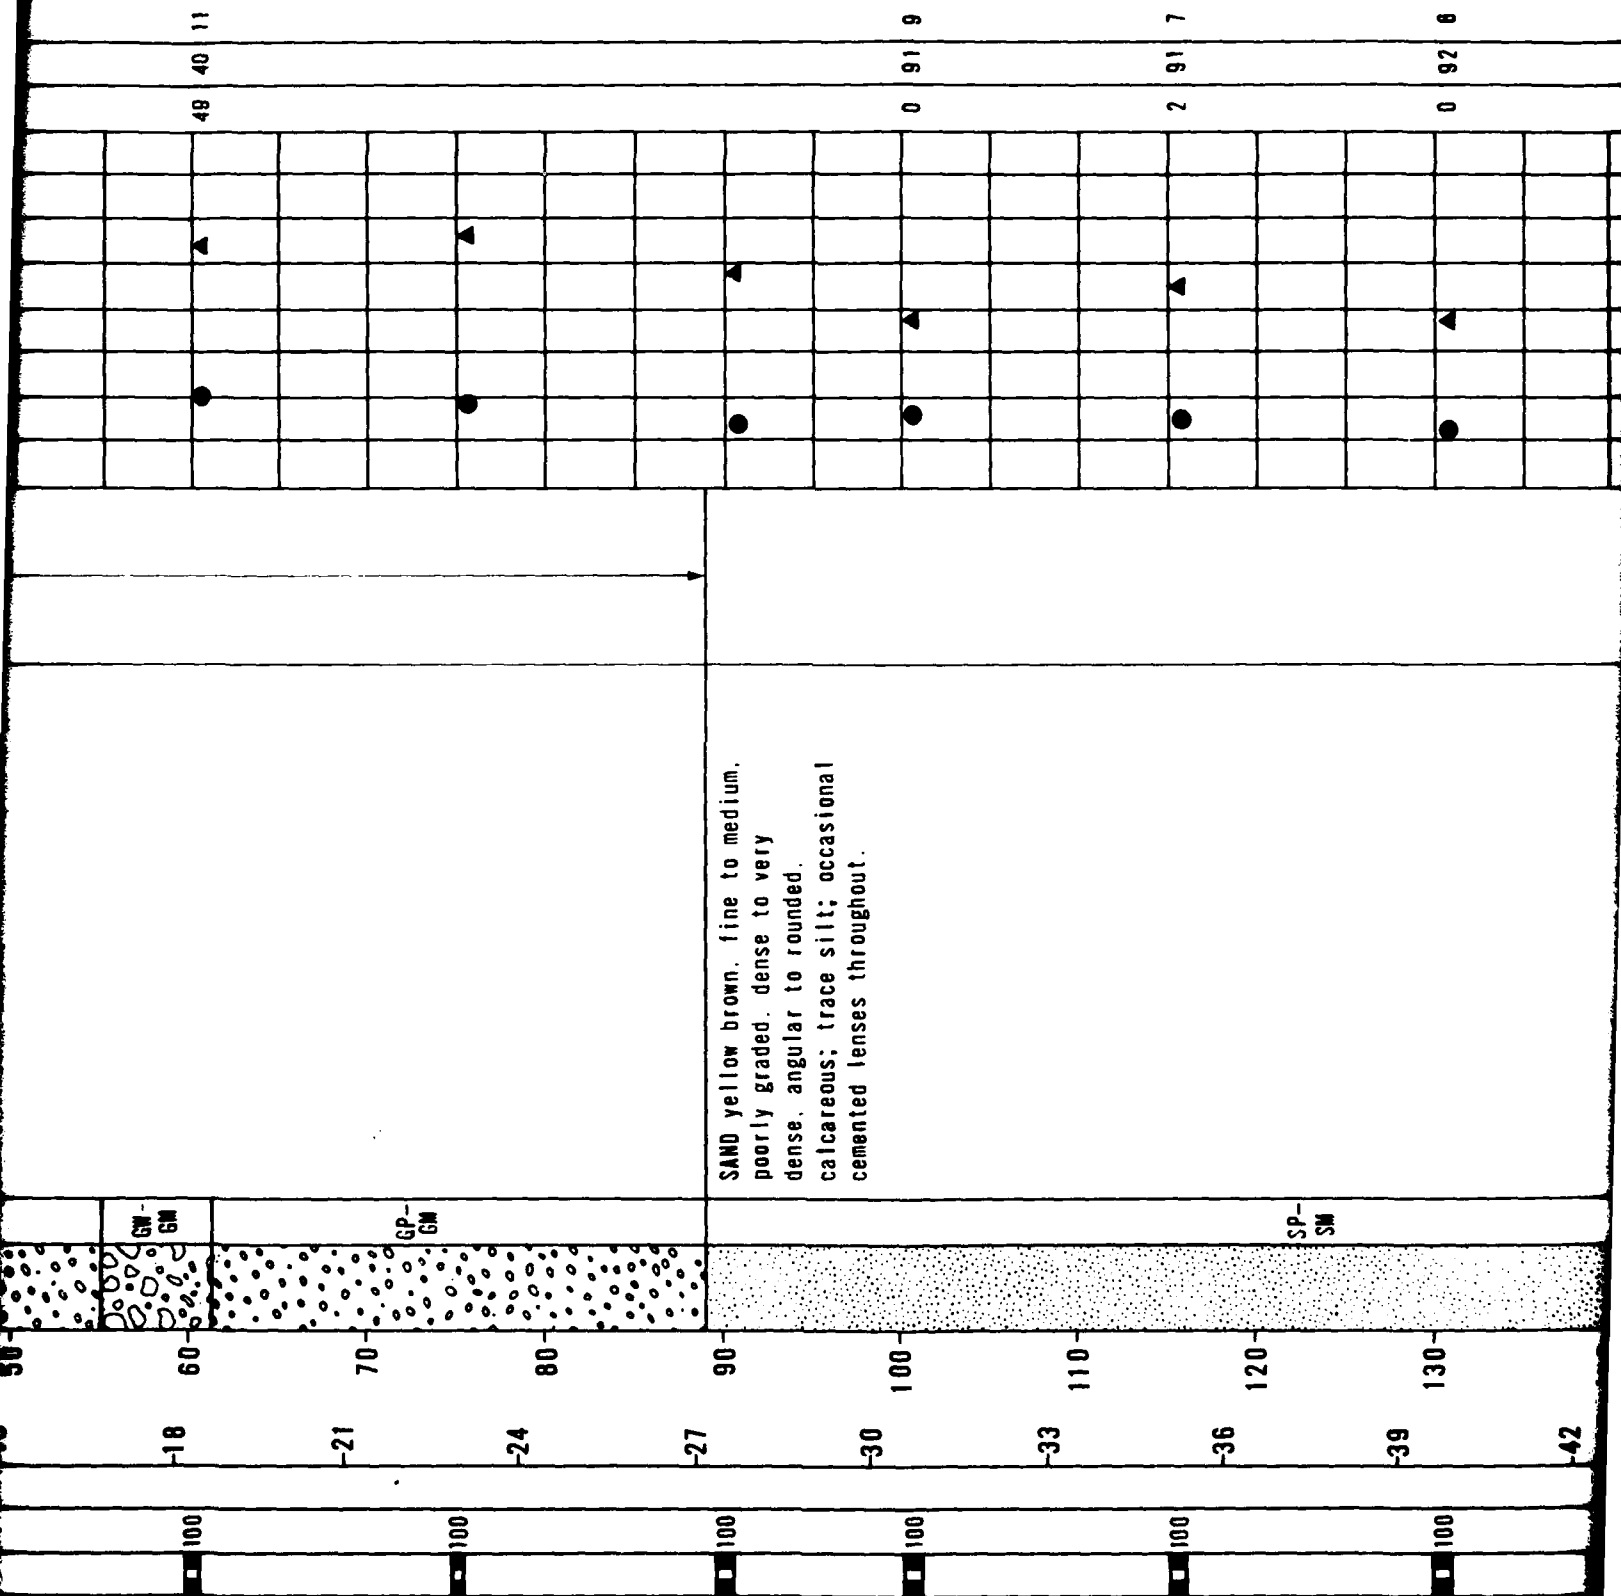 50
GW-
GM
18
100 60 49 40 11
21
70
GP-
GM
100
24
80
27
100 90
SAND yellow brown, fine to medium,
poorly graded, dense to very
dense, angular to rounded,
calcareous; trace silt; occasional
cemented lenses throughout.
30
100 100 0 91 9
33
110
100 2 91 7
36
120
SP-
SM
39
100 130 0 92 8
42